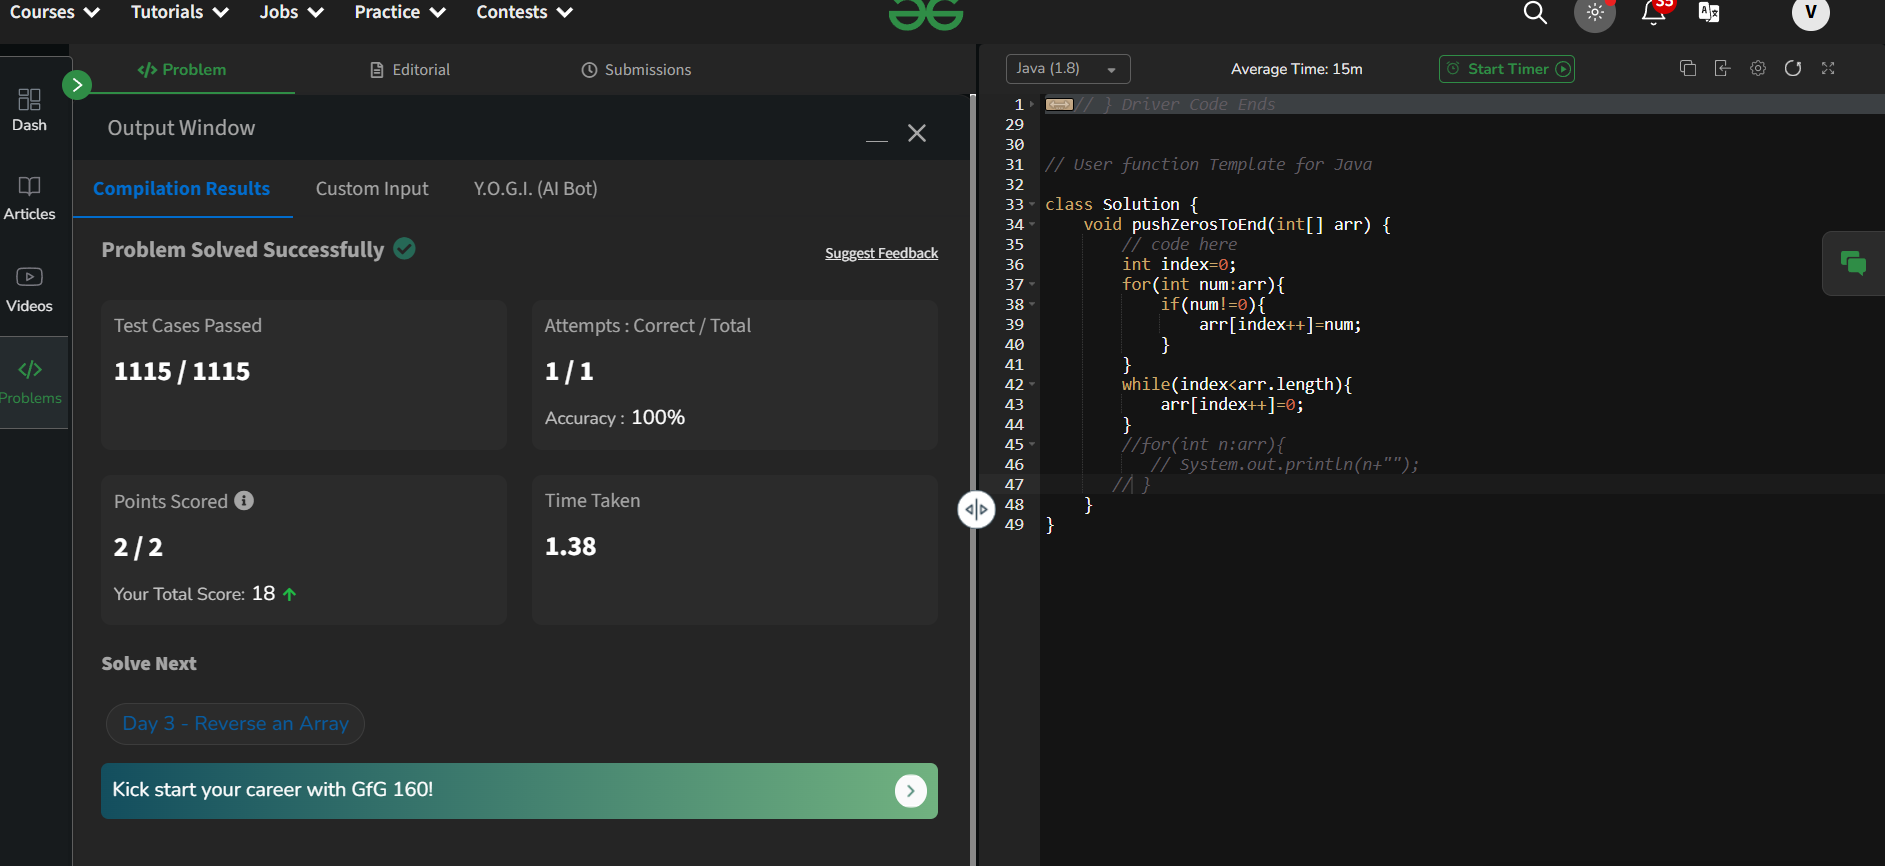 Courses Tutorials Jobs Practice Contests
35
V
Dash
Articles
Videos
Problems
Problem Editorial Submissions
Output Window
Compilation Results Custom Input Y.O.G.I. (AI Bot)
Problem Solved Successfully
Suggest Feedback
Test Cases Passed
1115 / 1115
Attempts : Correct / Total
1 / 1
Accuracy : 100%
Points Scored
2 / 2
Your Total Score: 18
Time Taken
1.38
Solve Next
Day 3 - Reverse an Array
Kick start your career with GfG 160!
Java (1.8) Average Time: 15m Start Timer
1 // } Driver Code Ends
29
30
31 // User function Template for Java
32
33 class Solution {
34 void pushZerosToEnd(int[] arr) {
35 // code here
36 int index=0;
37 for(int num:arr){
38 if(num!=0){
39 arr[index++]=num;
40 }
41 }
42 while(index<arr.length){
43 arr[index++]=0;
44 }
45 //for(int n:arr){
46 // System.out.println(n+"");
47 // }
48 }
49 }